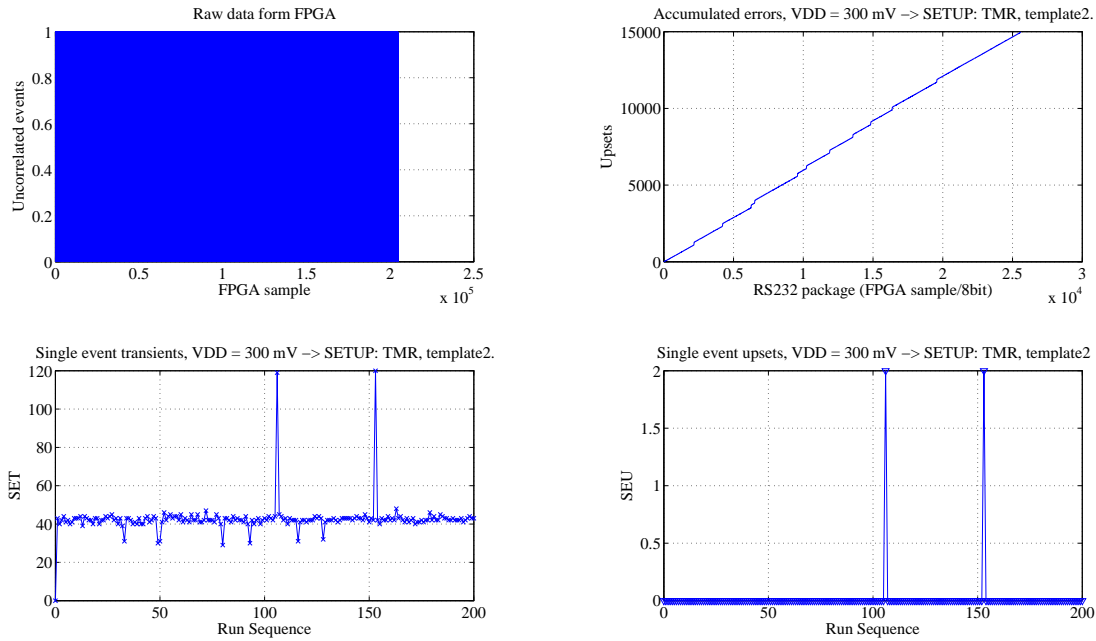 Raw data form FPGA
Uncorrelated events
1
0.8
0.6
0.4
0.2
0
0 0.5 1 1.5 2 2.5
x 10^5
FPGA sample
Accumulated errors, VDD = 300 mV −> SETUP: TMR, template2.
Upsets
15000
10000
5000
0
0 0.5 1 1.5 2 2.5 3
x 10^4
RS232 package (FPGA sample/8bit)
Single event transients, VDD = 300 mV −> SETUP: TMR, template2.
SET
120
100
80
60
40
20
0
0 50 100 150 200
Run Sequence
Single event upsets, VDD = 300 mV −> SETUP: TMR, template2
SEU
2
1.5
1
0.5
0
0 50 100 150 200
Run Sequence